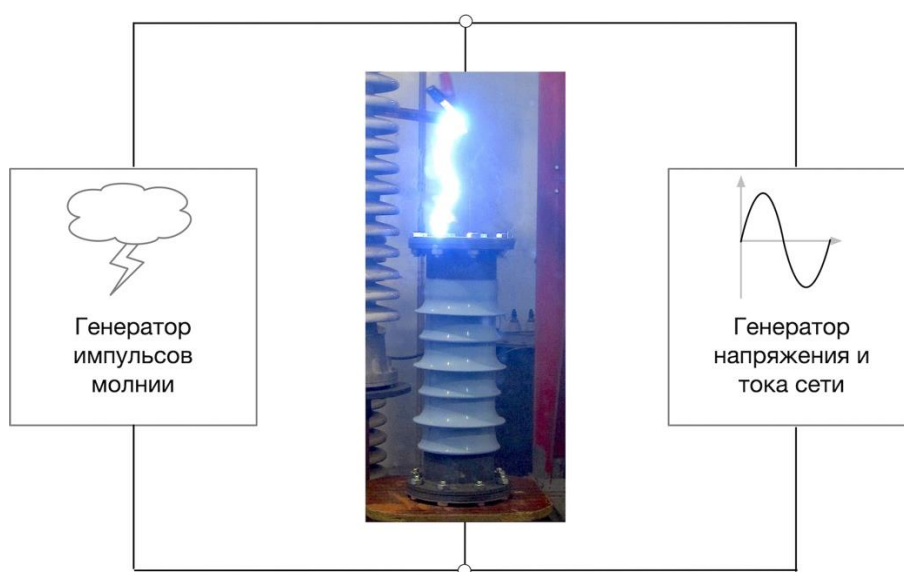 Генератор
импульсов
молнии
Генератор
напряжения и
тока сети